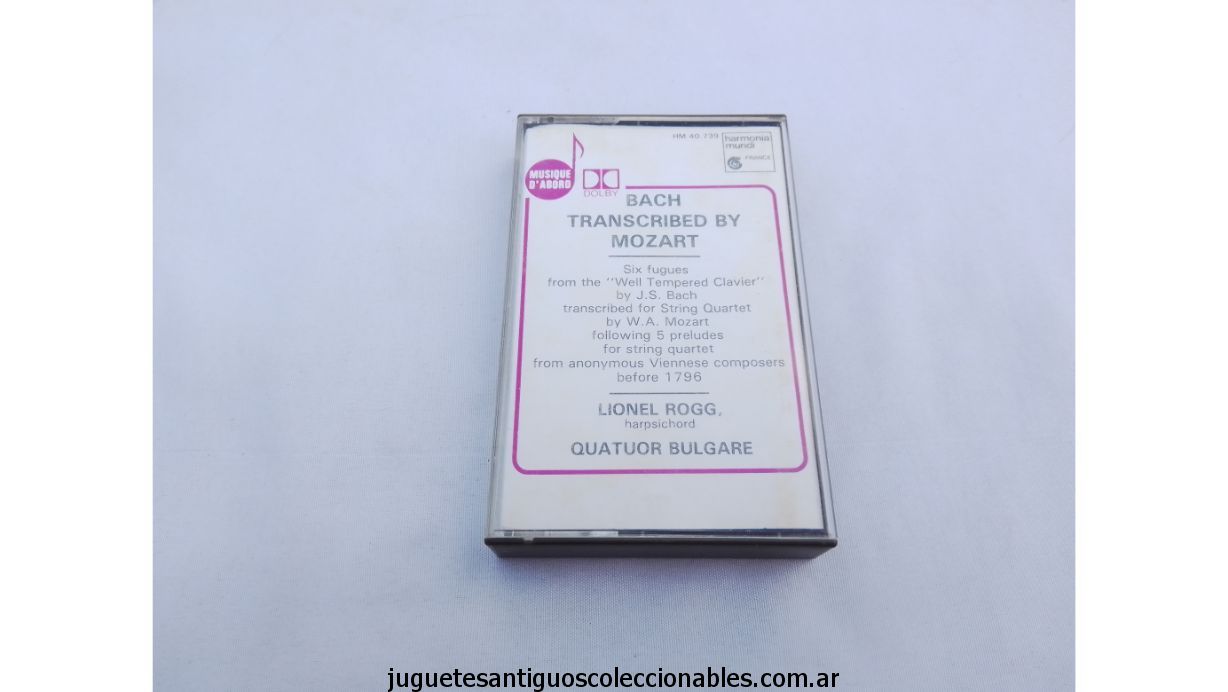 HM 40.739
harmonia
mundi
FRANCE
MUSIQUE
D'ABORD
DOLBY
BACH
TRANSCRIBED BY
MOZART
Six fugues
from the "Well Tempered Clavier"
by J.S. Bach
transcribed for String Quartet
by W.A. Mozart
following 5 preludes
for string quartet
from anonymous Viennese composers
before 1796
LIONEL ROGG,
harpsichord
QUATUOR BULGARE
juguetesantiguoscoleccionables.com.ar